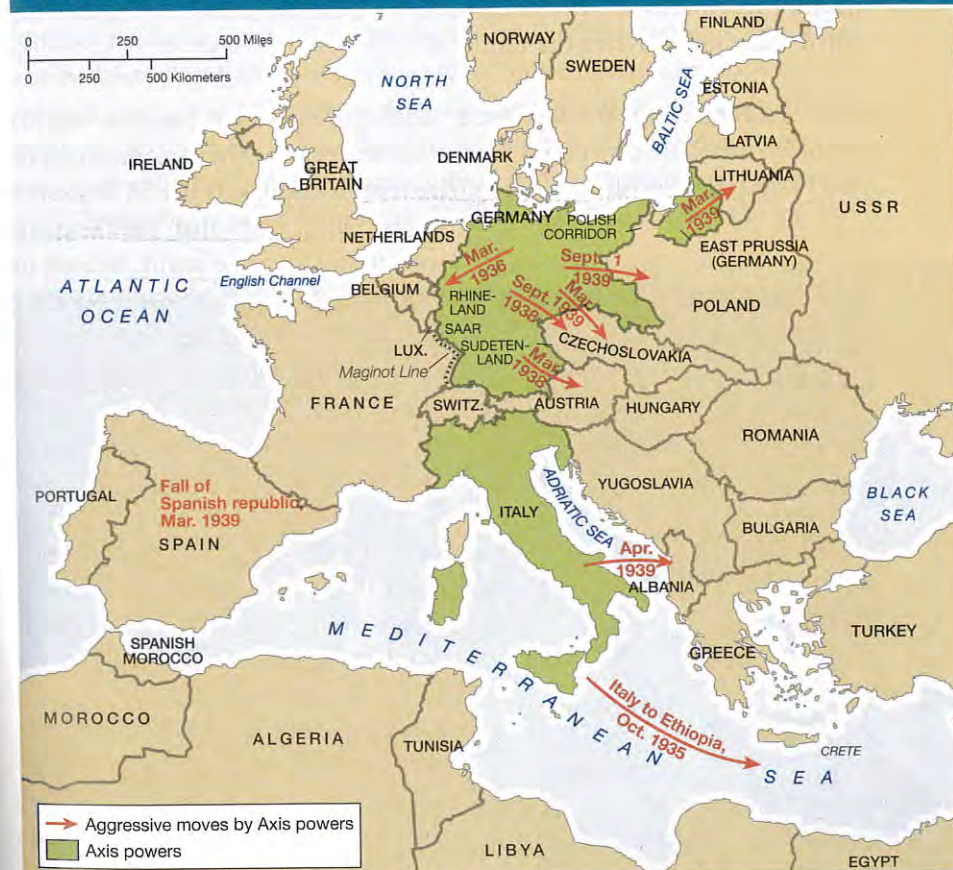 0 250 500 Miles
0 250 500 Kilometers
NORWAY
FINLAND
SWEDEN
NORTH
SEA
BALTIC SEA
ESTONIA
LATVIA
LITHUANIA
IRELAND
GREAT
BRITAIN
DENMARK
USSR
GERMANY
POLISH
CORRIDOR
Mar.
1939
EAST PRUSSIA
(GERMANY)
NETHERLANDS
Mar.
1936
Sept. 1
1939
ATLANTIC
OCEAN
English Channel
BELGIUM
RHINE-
LAND
Sept.
1938
Mar.
1939
POLAND
SAAR
SUDETEN-
LAND
CZECHOSLOVAKIA
LUX.
Maginot Line
Mar.
1938
FRANCE
SWITZ.
AUSTRIA
HUNGARY
ROMANIA
PORTUGAL
Fall of
Spanish republic,
Mar. 1939
SPAIN
ITALY
ADRIATIC SEA
YUGOSLAVIA
BULGARIA
BLACK
SEA
Apr.
1939
ALBANIA
SPANISH
MOROCCO
MEDITERRANEAN SEA
GREECE
TURKEY
Italy to Ethiopia,
Oct. 1935
MOROCCO
ALGERIA
TUNISIA
CRETE
Aggressive moves by Axis powers
Axis powers
LIBYA
EGYPT